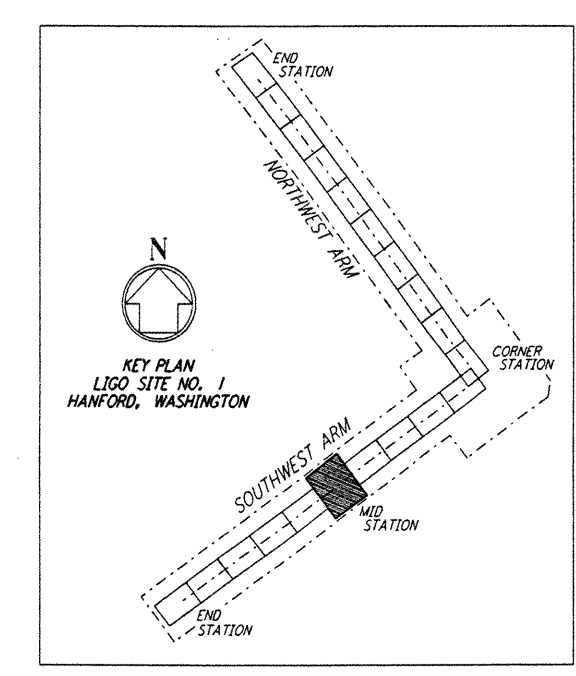 END
STATION
NORTHWEST ARM
N
KEY PLAN
LIGO SITE NO. 1
HANFORD, WASHINGTON
CORNER
STATION
SOUTHWEST ARM
MID
STATION
END
STATION